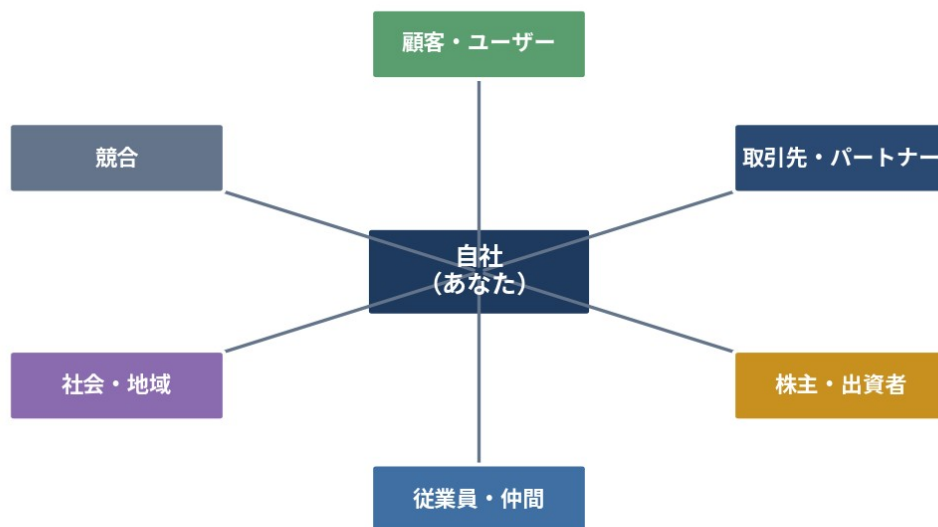 顧客・ユーザー
競合
取引先・パートナー
自社
（あなた）
社会・地域
株主・出資者
従業員・仲間